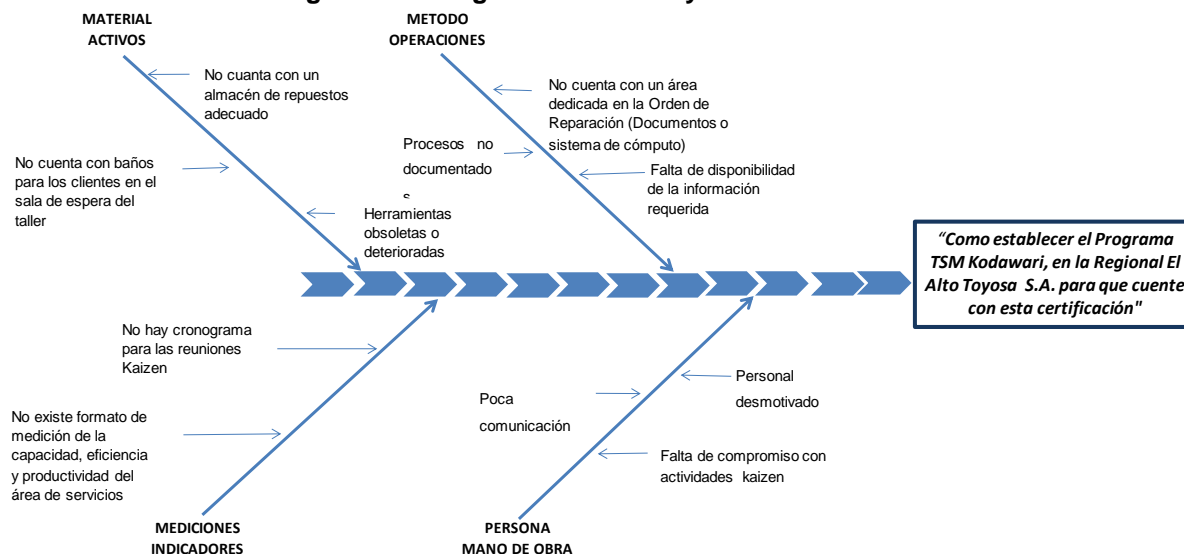 MATERIAL
ACTIVOS
METODO
OPERACIONES
No cuanta con un
almacén de repuestos
adecuado
No cuenta con baños
para los clientes en el
sala de espera del
taller
Herramientas
obsoletas o
deterioradas
No cuenta con un área
dedicada en la Orden de
Reparación (Documentos o
sistema de cómputo)
Procesos no
documentado
s
Falta de disponibilidad
de la información
requerida
“Como establecer el Programa
TSM Kodawari, en la Regional El
Alto Toyosa S.A. para que cuente
con esta certificación"
No hay cronograma
para las reuniones
Kaizen
No existe formato de
medición de la
capacidad, eficiencia
y productividad del
área de servicios
Poca
comunicación
Personal
desmotivado
Falta de compromiso con
actividades kaizen
MEDICIONES
INDICADORES
PERSONA
MANO DE OBRA